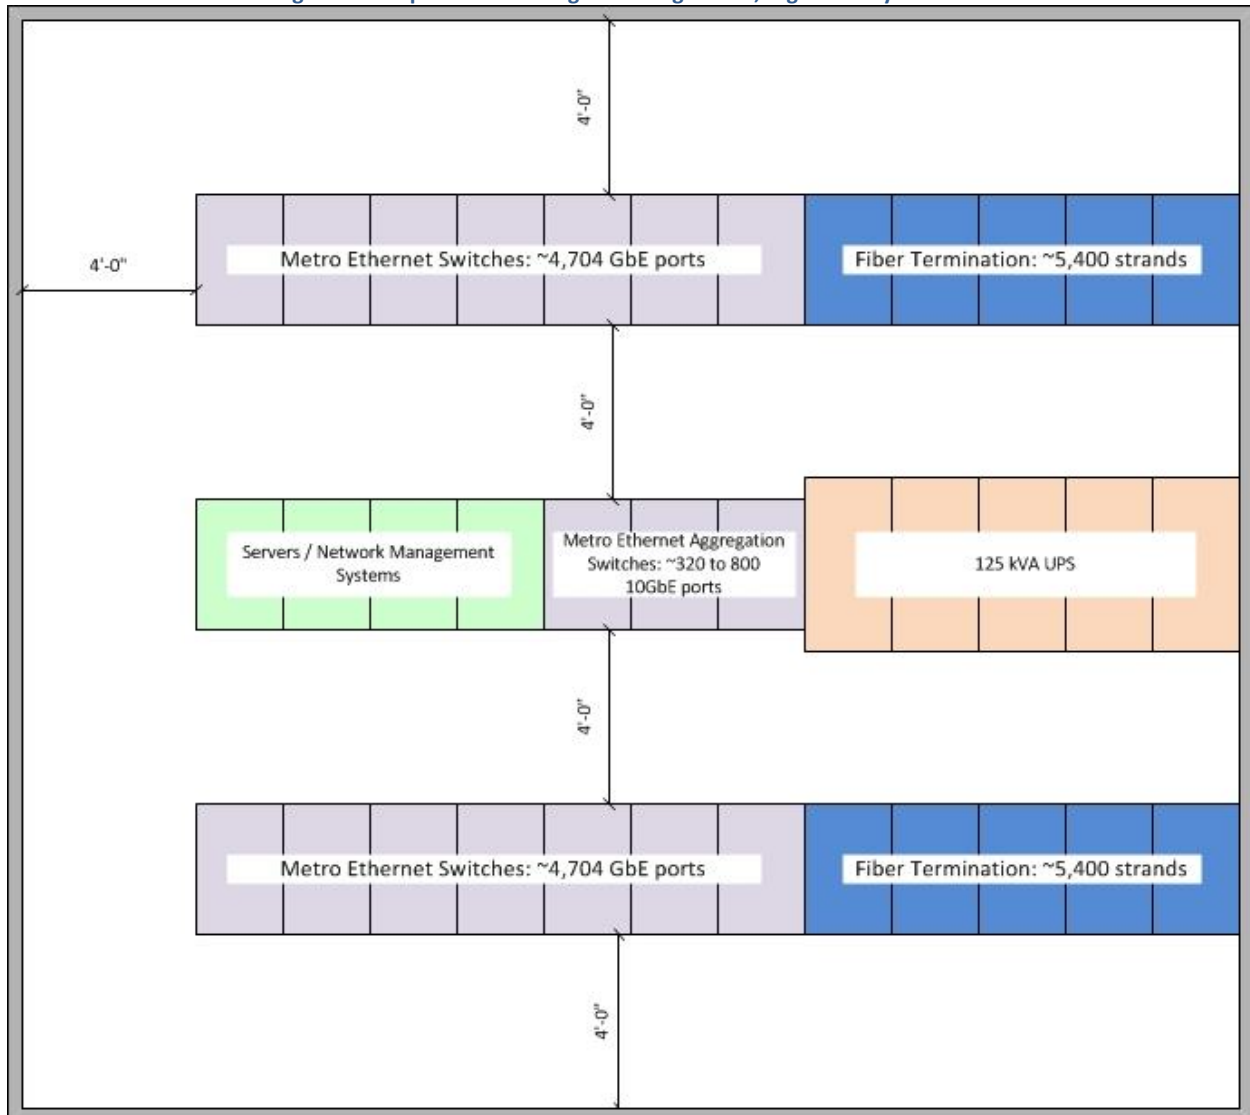 4'-0"
Metro Ethernet Switches: ~4,704 GbE ports
Fiber Termination: ~5,400 strands
4'-0"
4'-0"
Servers / Network Management
Systems
Metro Ethernet Aggregation
Switches: ~320 to 800
10GbE ports
125 kVA UPS
4'-0"
Metro Ethernet Switches: ~4,704 GbE ports
Fiber Termination: ~5,400 strands
4'-0"